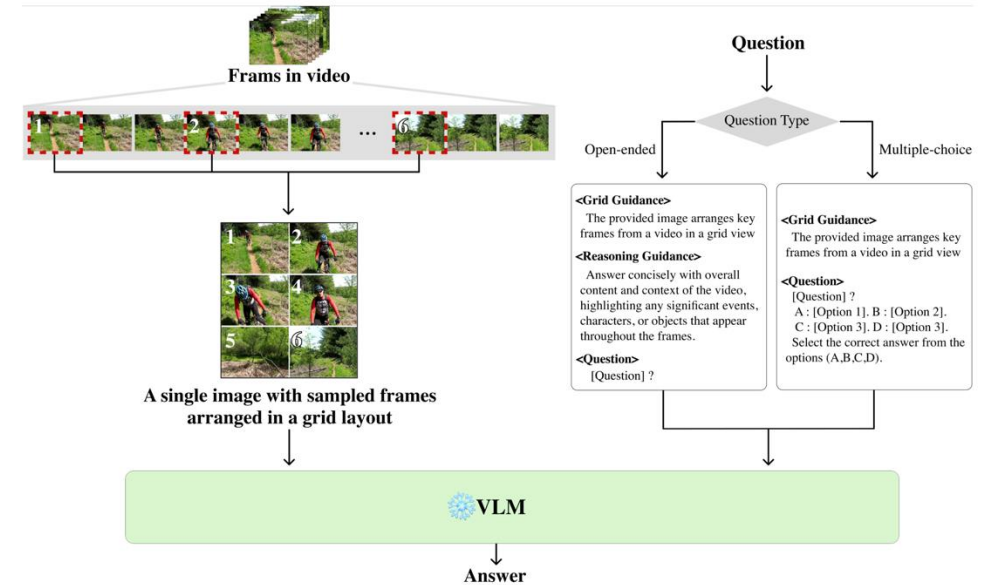 Frams in video
1
2
...
6
1
2
3
4
5
6
A single image with sampled frames
arranged in a grid layout
Question
Question Type
Open-ended
Multiple-choice
<Grid Guidance>
The provided image arranges key
frames from a video in a grid view
<Reasoning Guidance>
Answer concisely with overall
content and context of the video,
highlighting any significant events,
characters, or objects that appear
throughout the frames.
<Question>
[Question] ?
<Grid Guidance>
The provided image arranges key
frames from a video in a grid view
<Question>
[Question] ?
A : [Option 1]. B : [Option 2].
C : [Option 3]. D : [Option 3].
Select the correct answer from the
options (A,B,C,D).
VLM
Answer